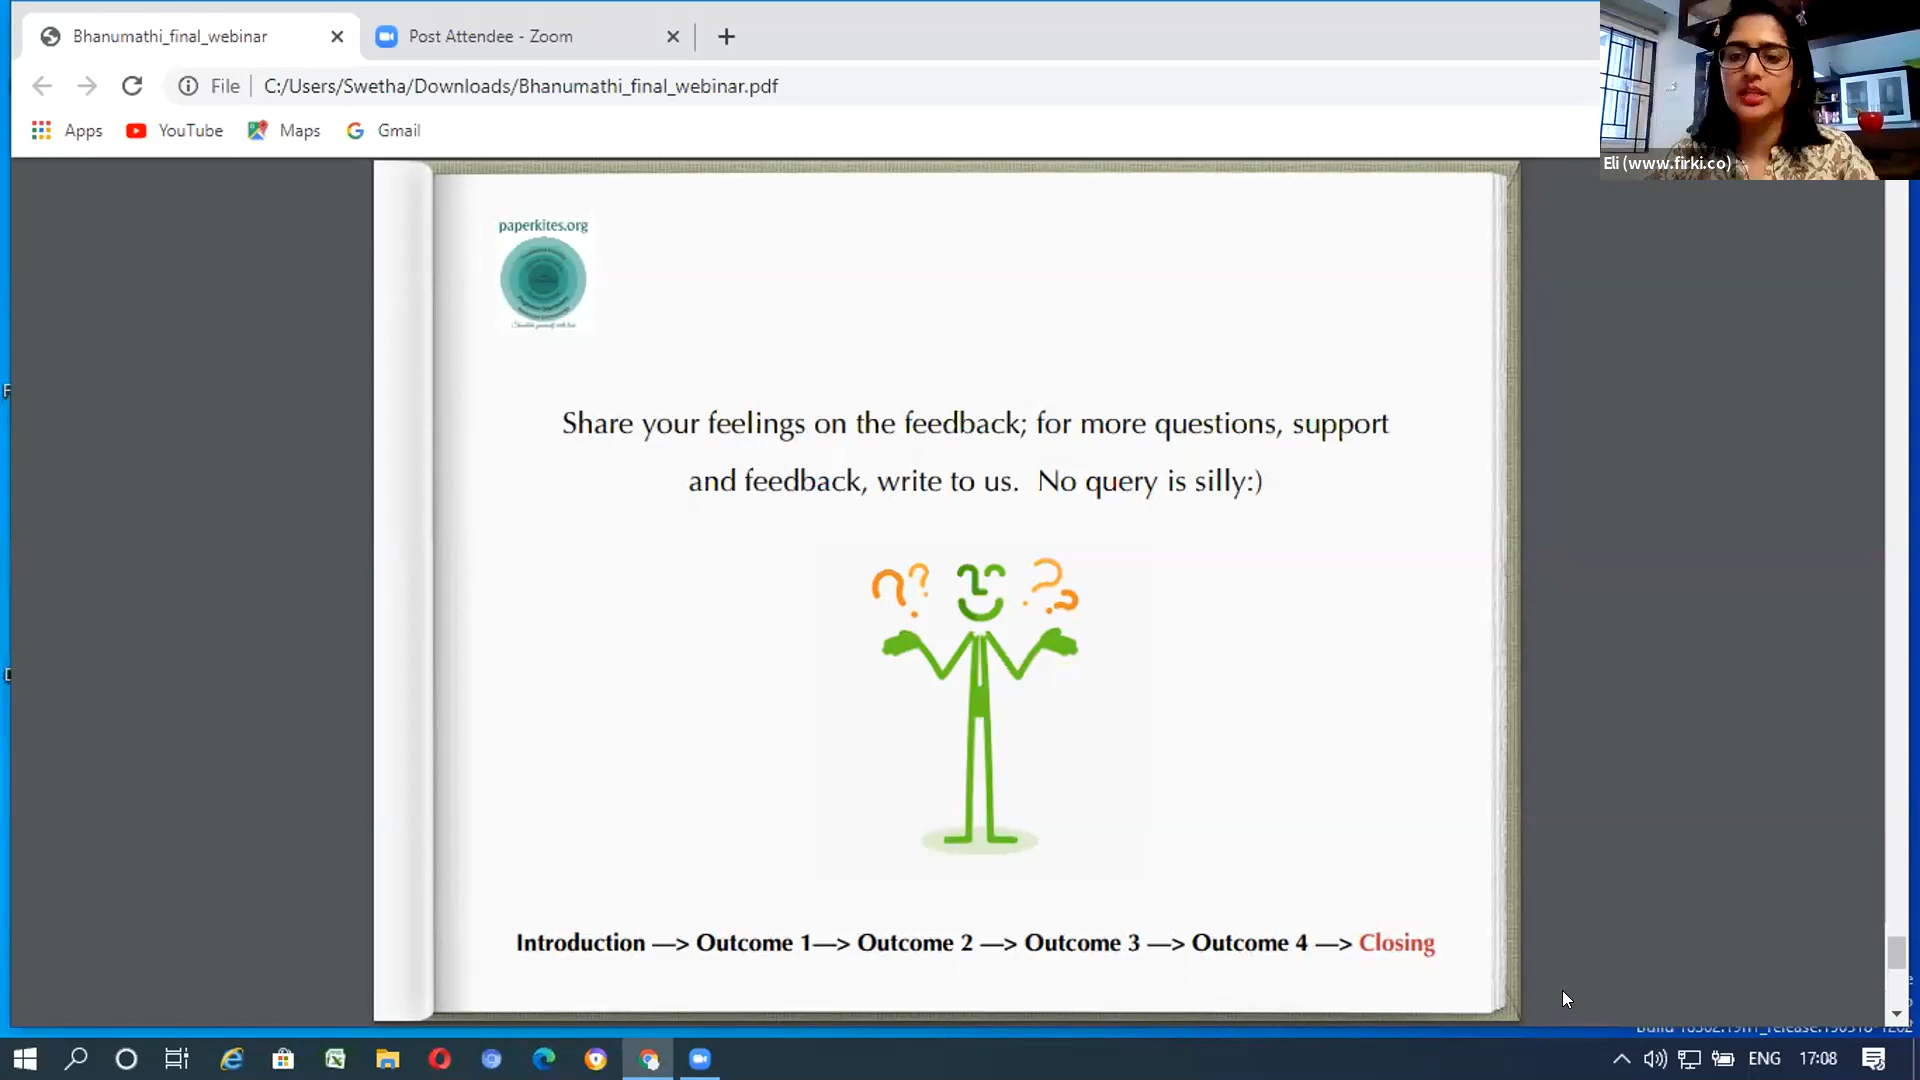 Bhanumathi_final_webinar
Post Attendee - Zoom
File
C:/Users/Swetha/Downloads/Bhanumathi_final_webinar.pdf
Apps
YouTube
Maps
Gmail
Eli (www.firki.co)
paperkites.org
Share your feelings on the feedback; for more questions, support
and feedback, write to us. No query is silly:)
Introduction —> Outcome 1—> Outcome 2 —> Outcome 3 —> Outcome 4 —> Closing
ENG
17:08